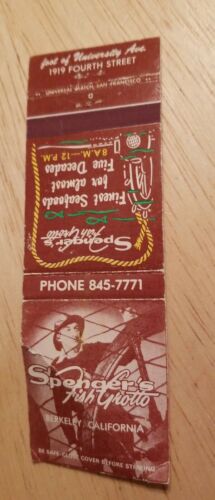 foot of University Ave.
1919 FOURTH STREET
UNIVERSAL MATCH, SAN FRANCISCO
Spenger's
Fish Grotto
Finest Seafoods
bar almost
Five Decades
8 A.M.—12 P.M.
PHONE 845-7771
Spenger's
Fish Grotto
BERKELEY, CALIFORNIA
BE SAFE-CLOSE COVER BEFORE STRIKING